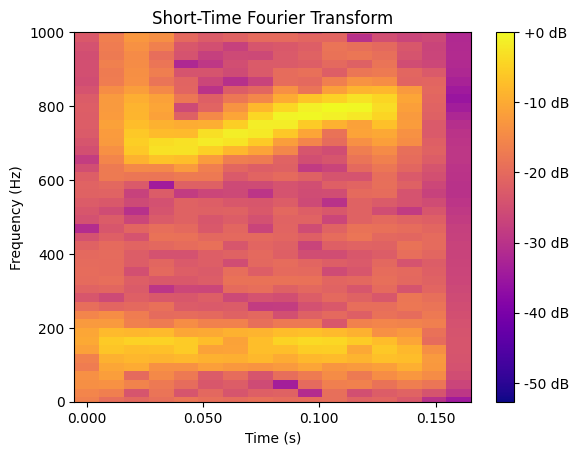 Short-Time Fourier Transform
Frequency (Hz)
1000
800
600
400
200
0
0.000
0.050
0.100
0.150
Time (s)
+0 dB
-10 dB
-20 dB
-30 dB
-40 dB
-50 dB